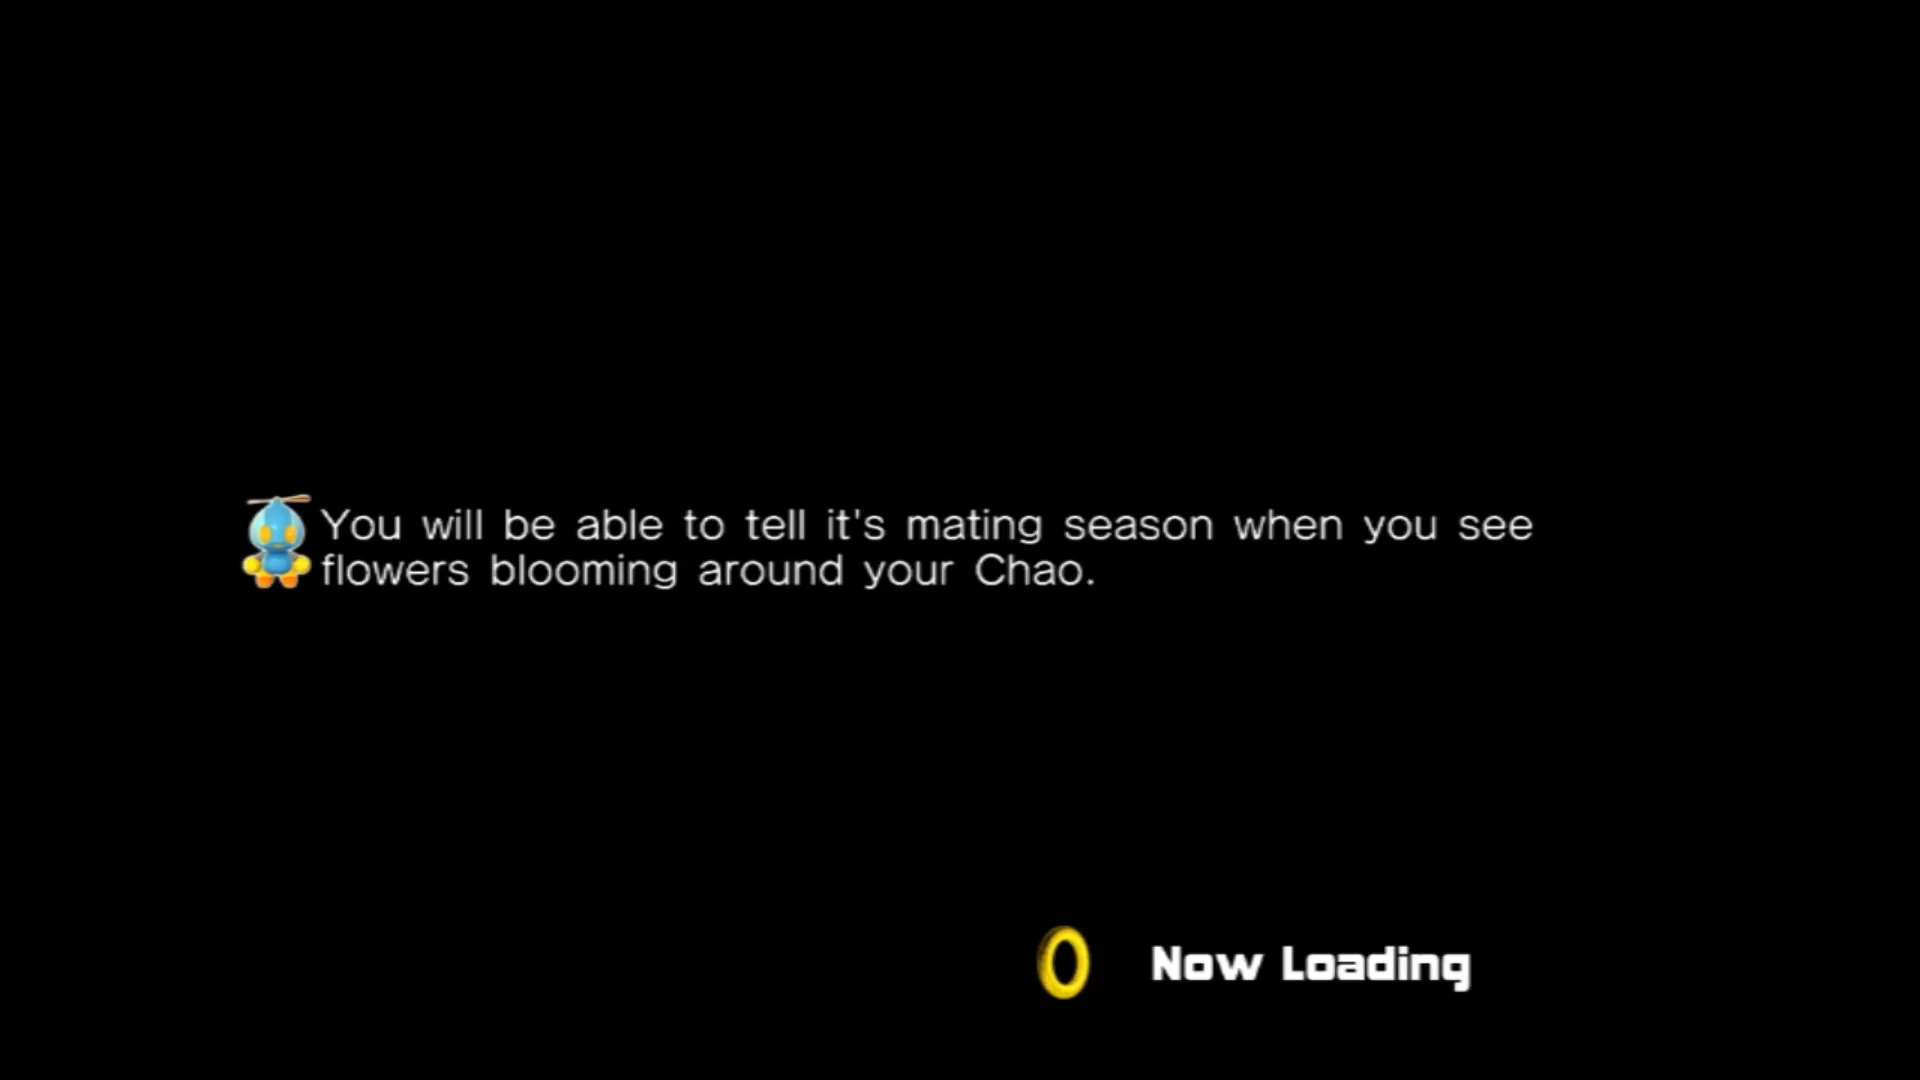 You will be able to tell it's mating season when you see
flowers blooming around your Chao.
Now Loading